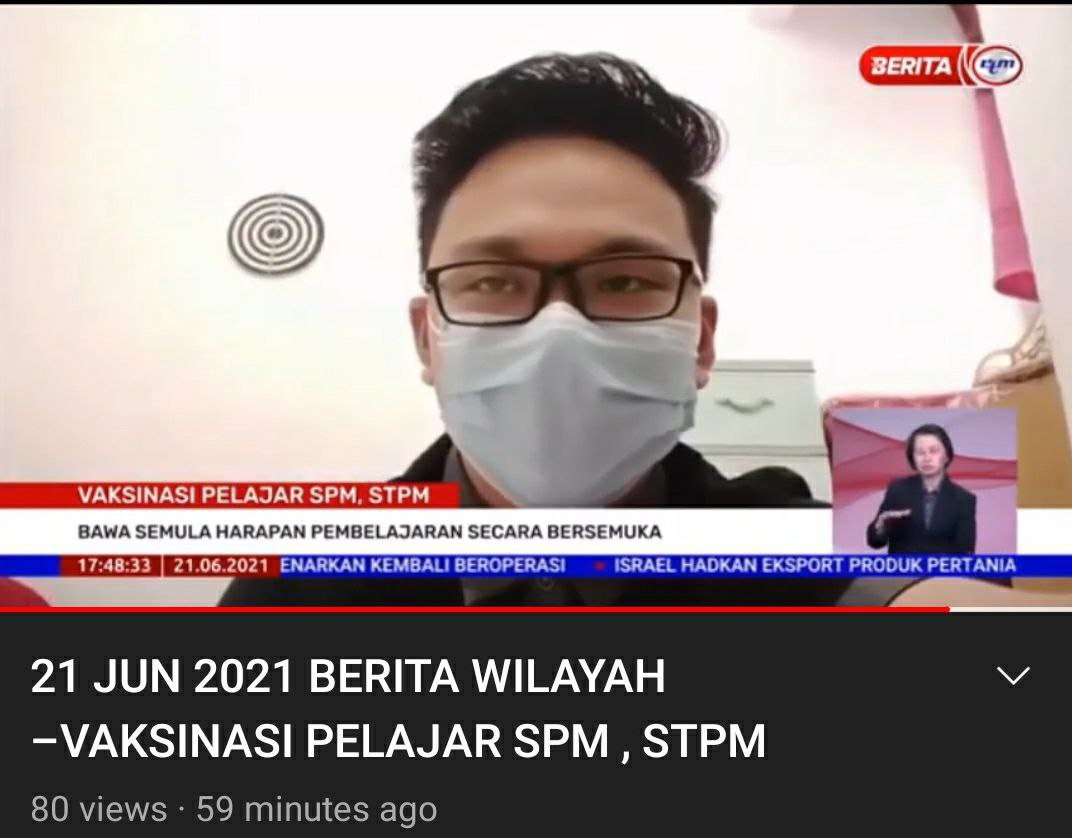 BERITA rtm
VAKSINASI PELAJAR SPM, STPM
BAWA SEMULA HARAPAN PEMBELAJARAN SECARA BERSEMUKA
17:48:33 21.06.2021 ENARKAN KEMBALI BEROPERASI • ISRAEL HADKAN EKSPORT PRODUK PERTANIA
21 JUN 2021 BERITA WILAYAH
–VAKSINASI PELAJAR SPM , STPM
80 views · 59 minutes ago